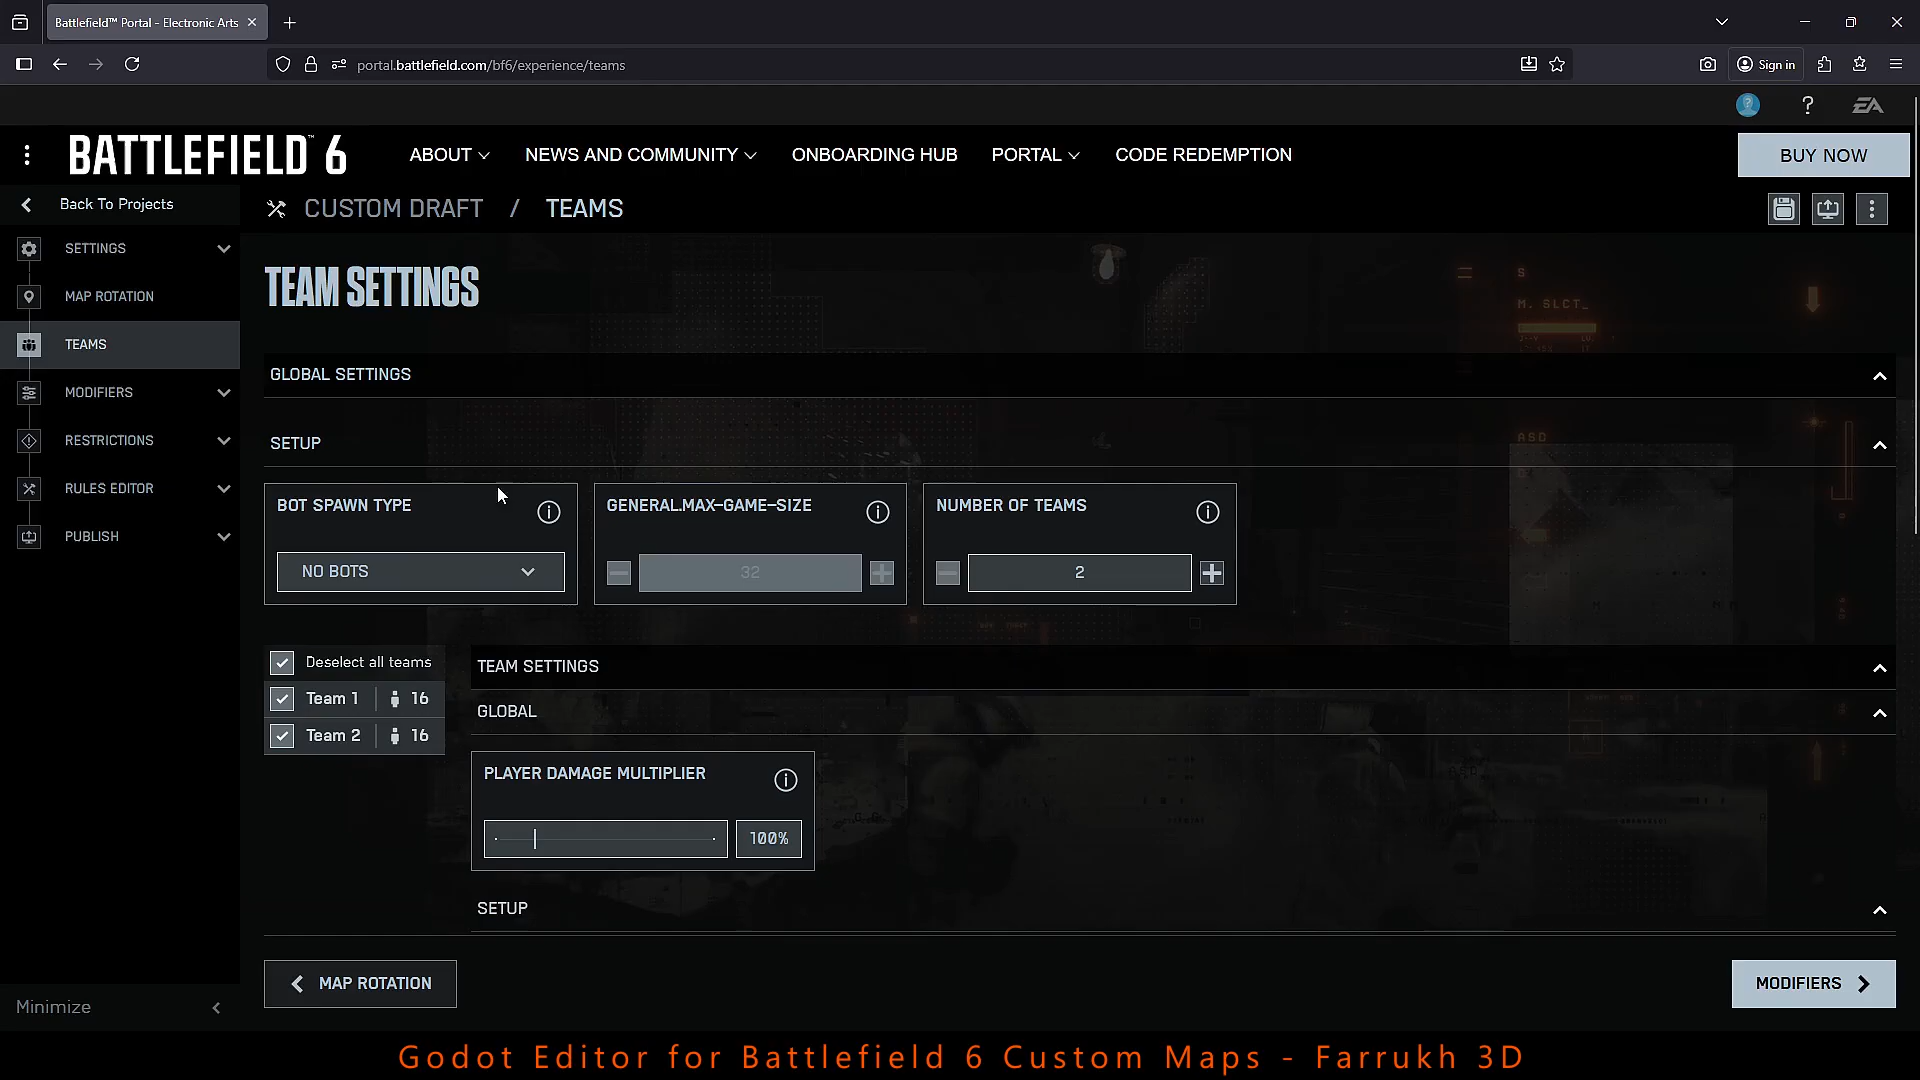 Battlefield™ Portal - Electronic Arts
portal.battlefield.com/bf6/experience/teams
Sign in
?
EA
BATTLEFIELD™ 6
ABOUT
NEWS AND COMMUNITY
ONBOARDING HUB
PORTAL
CODE REDEMPTION
BUY NOW
Back To Projects
CUSTOM DRAFT / TEAMS
SETTINGS
MAP ROTATION
TEAMS
MODIFIERS
RESTRICTIONS
RULES EDITOR
PUBLISH
Minimize
TEAM SETTINGS
S
M. SLCT_
GLOBAL SETTINGS
SETUP
ASD
BOT SPAWN TYPE
NO BOTS
GENERAL.MAX-GAME-SIZE
32
NUMBER OF TEAMS
2
Deselect all teams
Team 1 16
Team 2 16
TEAM SETTINGS
GLOBAL
PLAYER DAMAGE MULTIPLIER
100%
SETUP
MAP ROTATION
MODIFIERS
Godot Editor for Battlefield 6 Custom Maps - Farrukh 3D